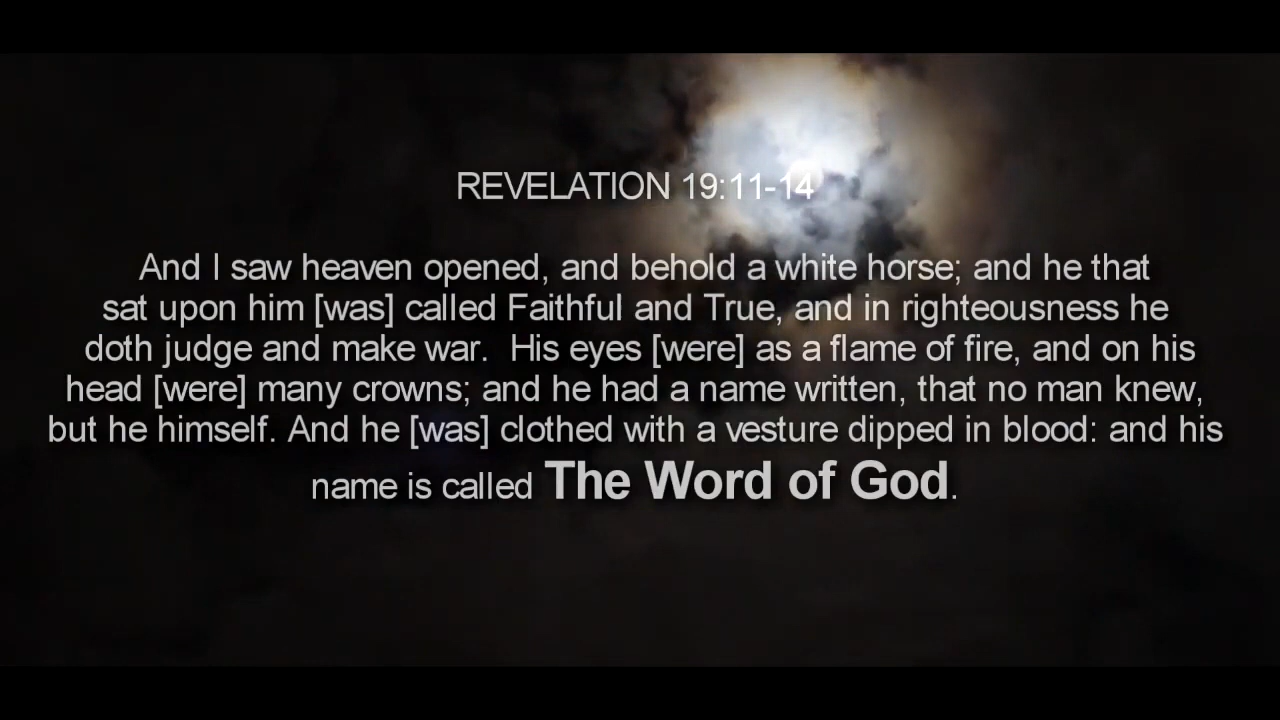 REVELATION 19:11-14
And I saw heaven opened, and behold a white horse; and he that
sat upon him [was] called Faithful and True, and in righteousness he
doth judge and make war.  His eyes [were] as a flame of fire, and on his
head [were] many crowns; and he had a name written, that no man knew,
but he himself. And he [was] clothed with a vesture dipped in blood: and his
name is called The Word of God.